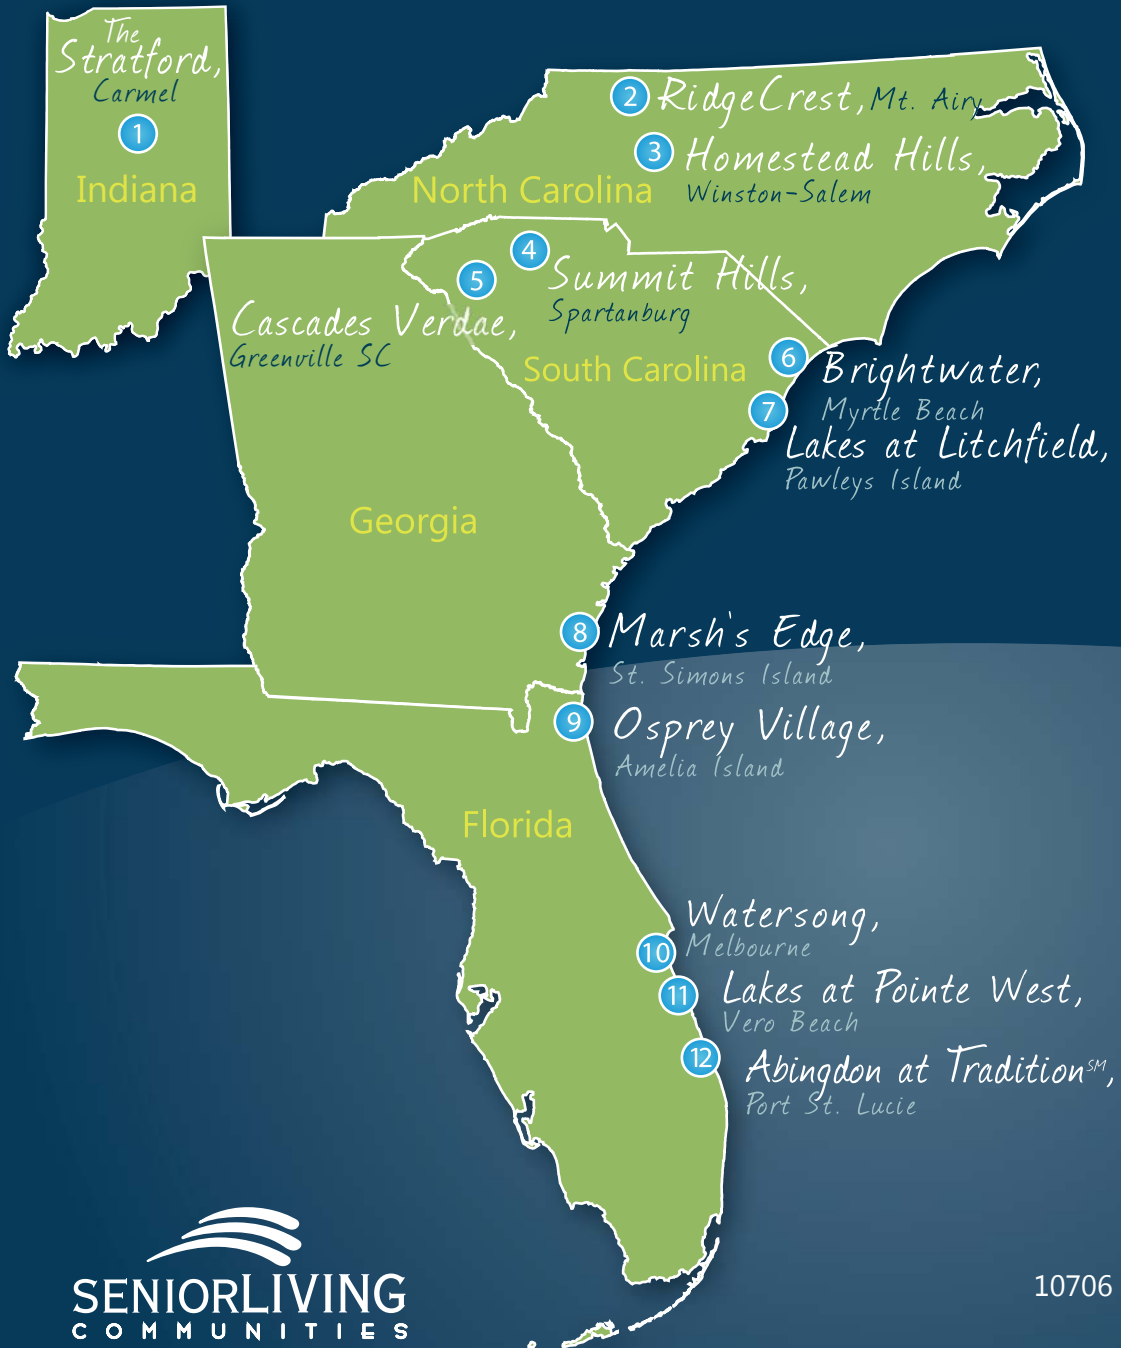 The
Stratford,
Carmel
1
Indiana
2 RidgeCrest, Mt. Airy
3 Homestead Hills,
Winston-Salem
North Carolina
4 Summit Hills,
Spartanburg
5
Cascades Verdae,
Greenville SC
South Carolina
6 Brightwater,
Myrtle Beach
7 Lakes at Litchfield,
Pawleys Island
Georgia
8 Marsh's Edge,
St. Simons Island
9 Osprey Village,
Amelia Island
Florida
10 Watersong,
Melbourne
11 Lakes at Pointe West,
Vero Beach
12 Abingdon at Tradition℠,
Port St. Lucie
SENIORLIVING
COMMUNITIES
10706